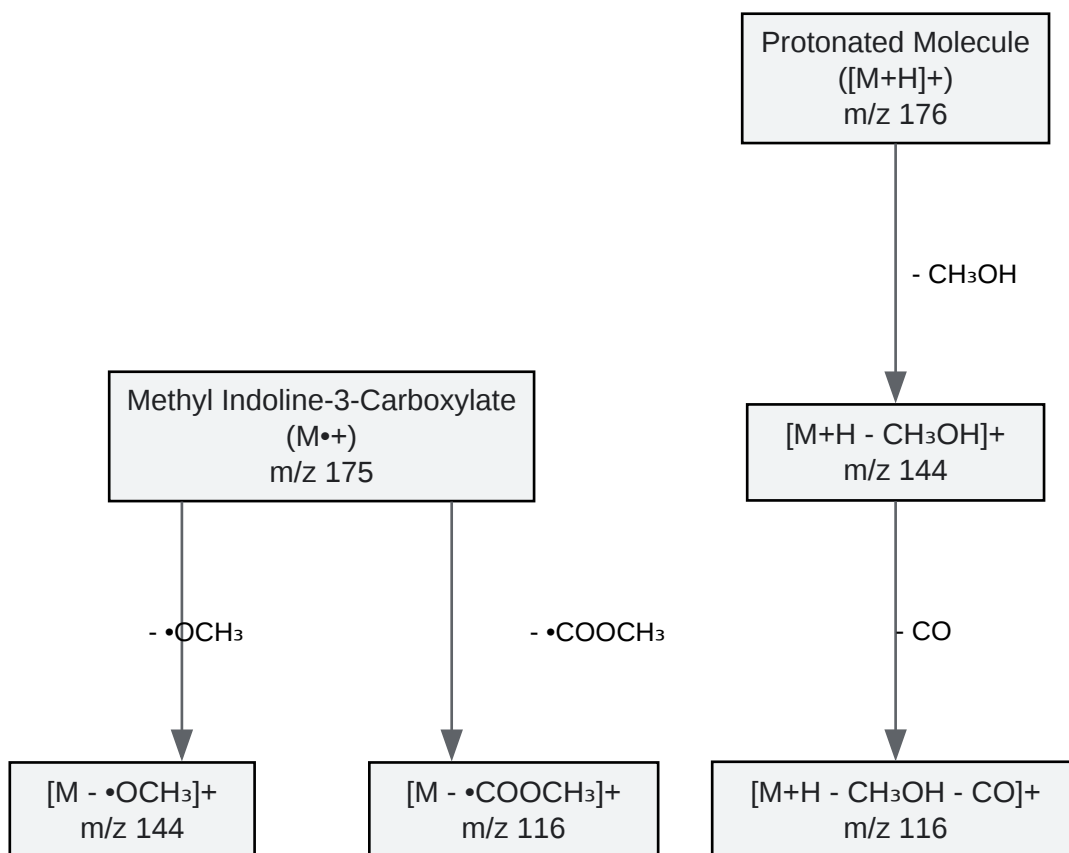 Protonated Molecule
([M+H]+)
m/z 176
- CH₃OH
Methyl Indoline-3-Carboxylate
(M•+)
m/z 175
[M+H - CH₃OH]+
m/z 144
- •OCH₃
- •COOCH₃
- CO
[M - •OCH₃]+
m/z 144
[M - •COOCH₃]+
m/z 116
[M+H - CH₃OH - CO]+
m/z 116